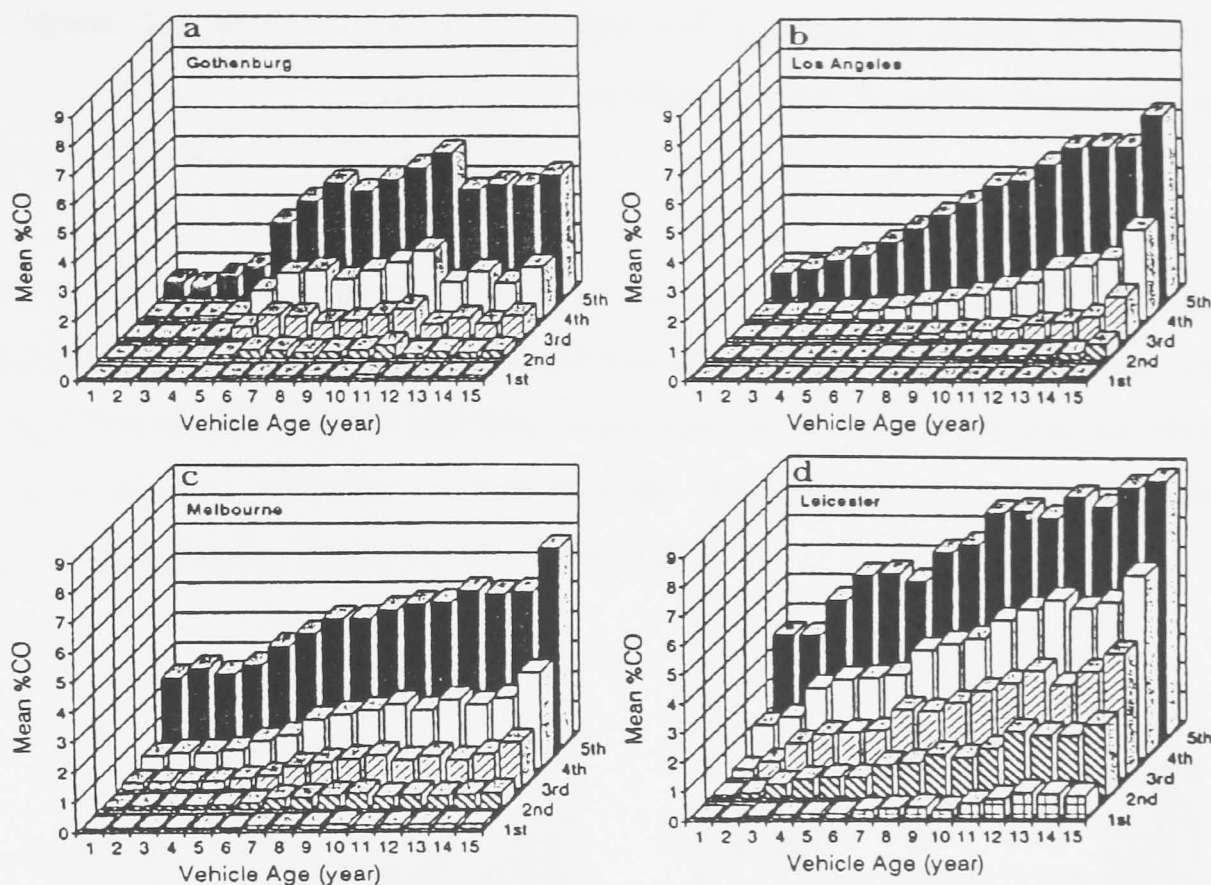 a
Gothenburg
Mean %CO
9
8
7
6
5
4
3
2
1
0
1 2 3 4 5 6 7 8 9 10 11 12 13 14 15
Vehicle Age (year)
1st
2nd
3rd
4th
5th
b
Los Angeles
Mean %CO
9
8
7
6
5
4
3
2
1
0
1 2 3 4 5 6 7 8 9 10 11 12 13 14 15
Vehicle Age (year)
1st
2nd
3rd
4th
5th
c
Melbourne
Mean %CO
9
8
7
6
5
4
3
2
1
0
1 2 3 4 5 6 7 8 9 10 11 12 13 14 15
Vehicle Age (year)
1st
2nd
3rd
4th
5th
d
Leicester
Mean %CO
9
8
7
6
5
4
3
2
1
0
1 2 3 4 5 6 7 8 9 10 11 12 13 14 15
Vehicle Age (year)
1st
2nd
3rd
4th
5th